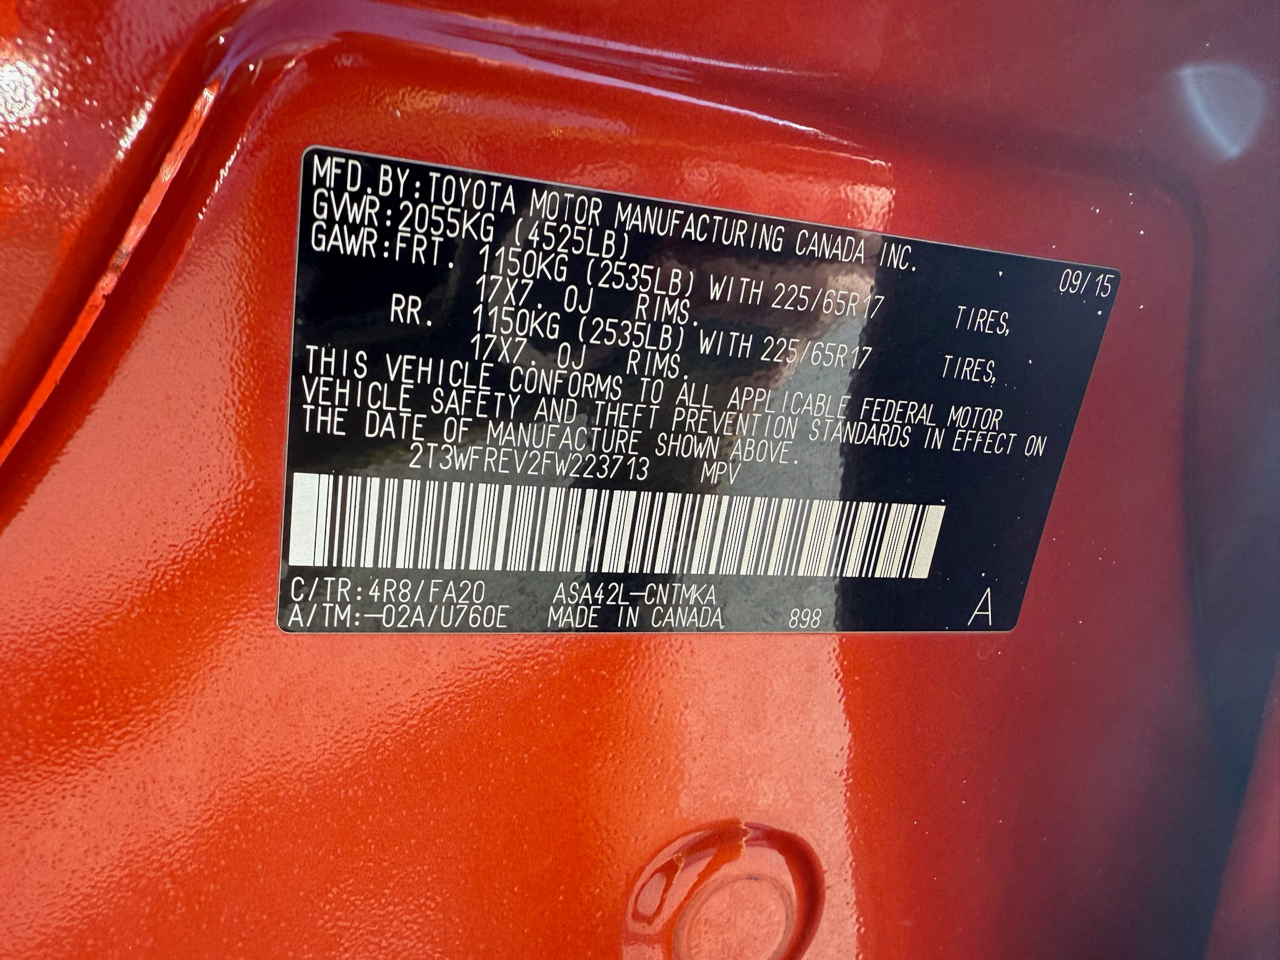 MFD.BY:TOYOTA MOTOR MANUFACTURING CANADA INC. 09/15
GVWR:2055KG (4525LB)
GAWR:FRT. 1150KG (2535LB) WITH 225/65R17 TIRES,
17X7. 0J RIMS.
RR. 1150KG (2535LB) WITH 225/65R17 TIRES,
17X7. 0J RIMS.
THIS VEHICLE CONFORMS TO ALL APPLICABLE FEDERAL MOTOR
VEHICLE SAFETY AND THEFT PREVENTION STANDARDS IN EFFECT ON
THE DATE OF MANUFACTURE SHOWN ABOVE.
2T3WFREV2FW223713 MPV
C/TR:4R8/FA20 ASA42L-CNTMKA
A/TM:-02A/U760E MADE IN CANADA 898 A